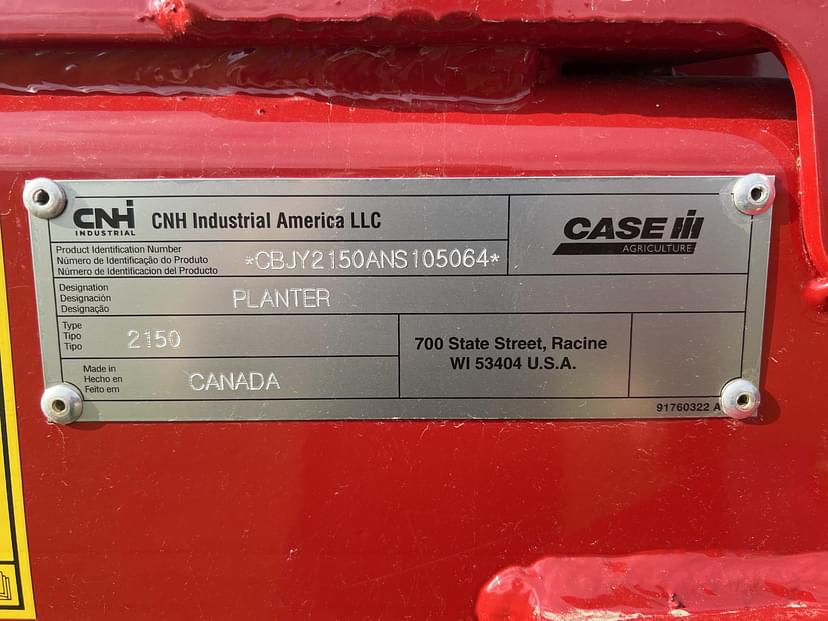 CNH
INDUSTRIAL
CNH Industrial America LLC
CASE IH
AGRICULTURE
Product Identification Number
Número de Identificação do Produto
Número de Identificacion del Producto
*CBJY2150ANS105064*
Designation
Designación
Designação
PLANTER
Type
Tipo
Tipo
2150
700 State Street, Racine
WI 53404 U.S.A.
Made in
Hecho en
Feito em
CANADA
91760322 A